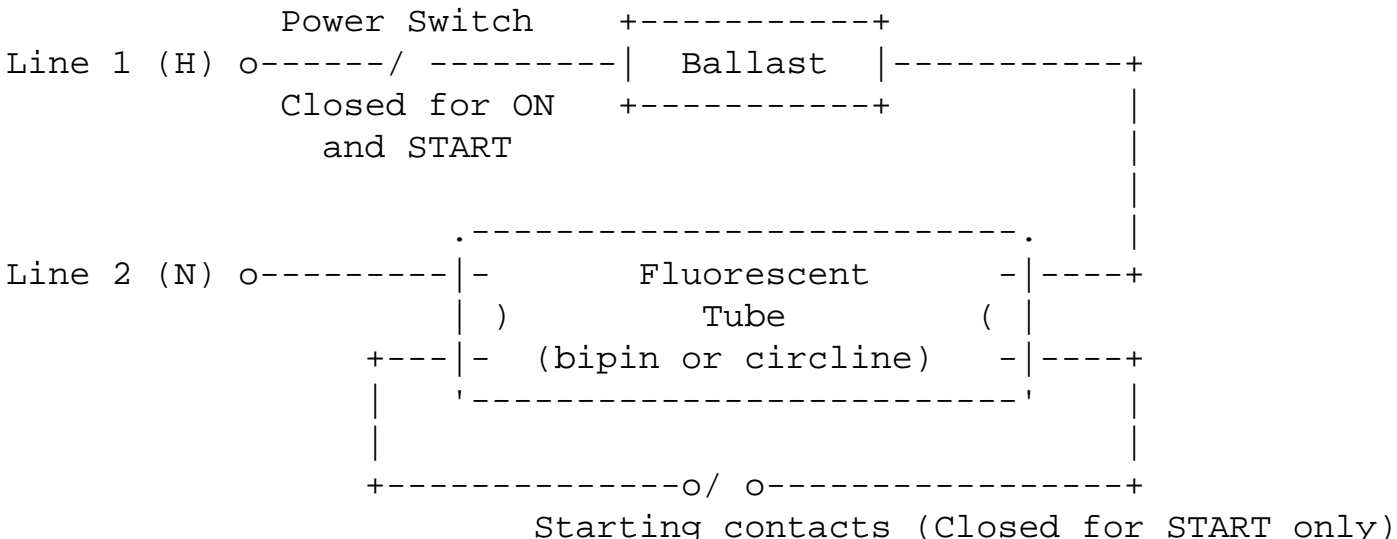 Power Switch
Line 1 (H) Ballast
Closed for ON
and START
Line 2 (N) Fluorescent
Tube
(bipin or circline)
Starting contacts (Closed for START only)